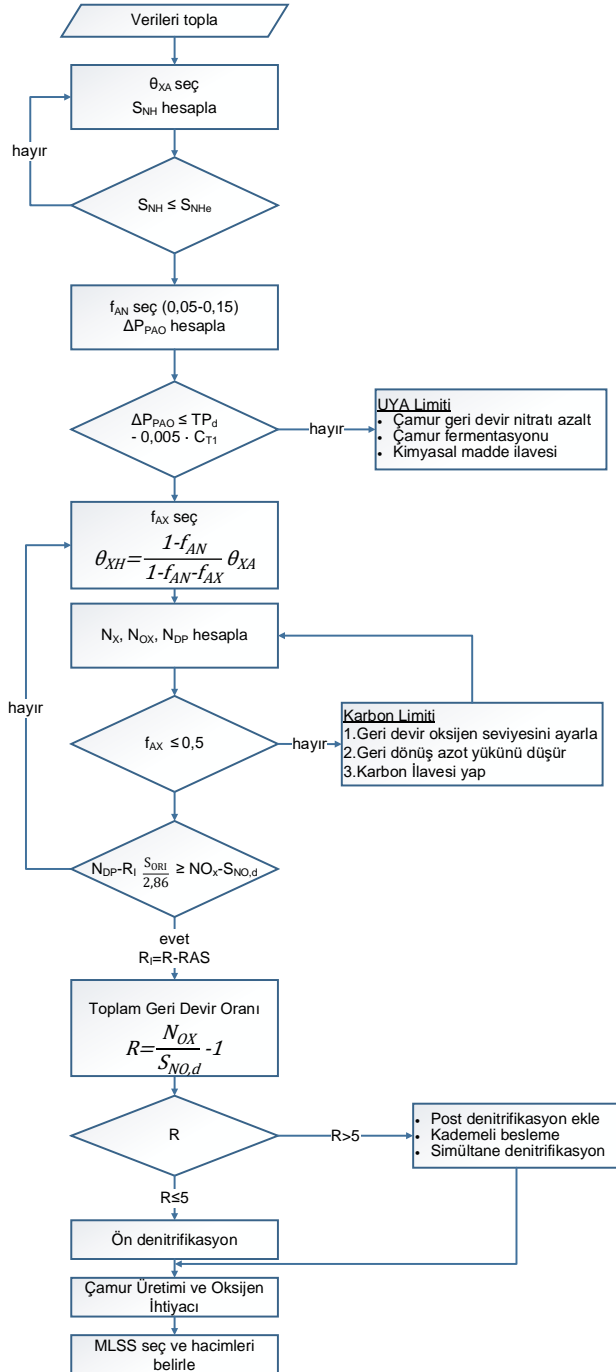 Verileri topla
θXA seç
SNH hesapla
hayır
SNH ≤ SNHe
fAN seç (0,05-0,15)
ΔPPAO hesapla
ΔPPAO ≤ TPd
- 0,005 · CT1
hayır
UYA Limiti
• Çamur geri devir nitratı azalt
• Çamur fermentasyonu
• Kimyasal madde ilavesi
fAX seç
θXH = (1-fAN)/(1-fAN-fAX) θXA
NX, NOX, NDP hesapla
hayır
fAX ≤ 0,5
hayır
Karbon Limiti
1.Geri devir oksijen seviyesini ayarla
2.Geri dönüş azot yükünü düşür
3.Karbon İlavesi yap
NDP-RI SORI/2,86 ≥ NOx-SNO,d
evet
RI=R-RAS
Toplam Geri Devir Oranı
R = NOX/SNO,d -1
R
R>5
• Post denitrifikasyon ekle
• Kademeli besleme
• Simültane denitrifikasyon
R≤5
Ön denitrifikasyon
Çamur Üretimi ve Oksijen
İhtiyacı
MLSS seç ve hacimleri
belirle